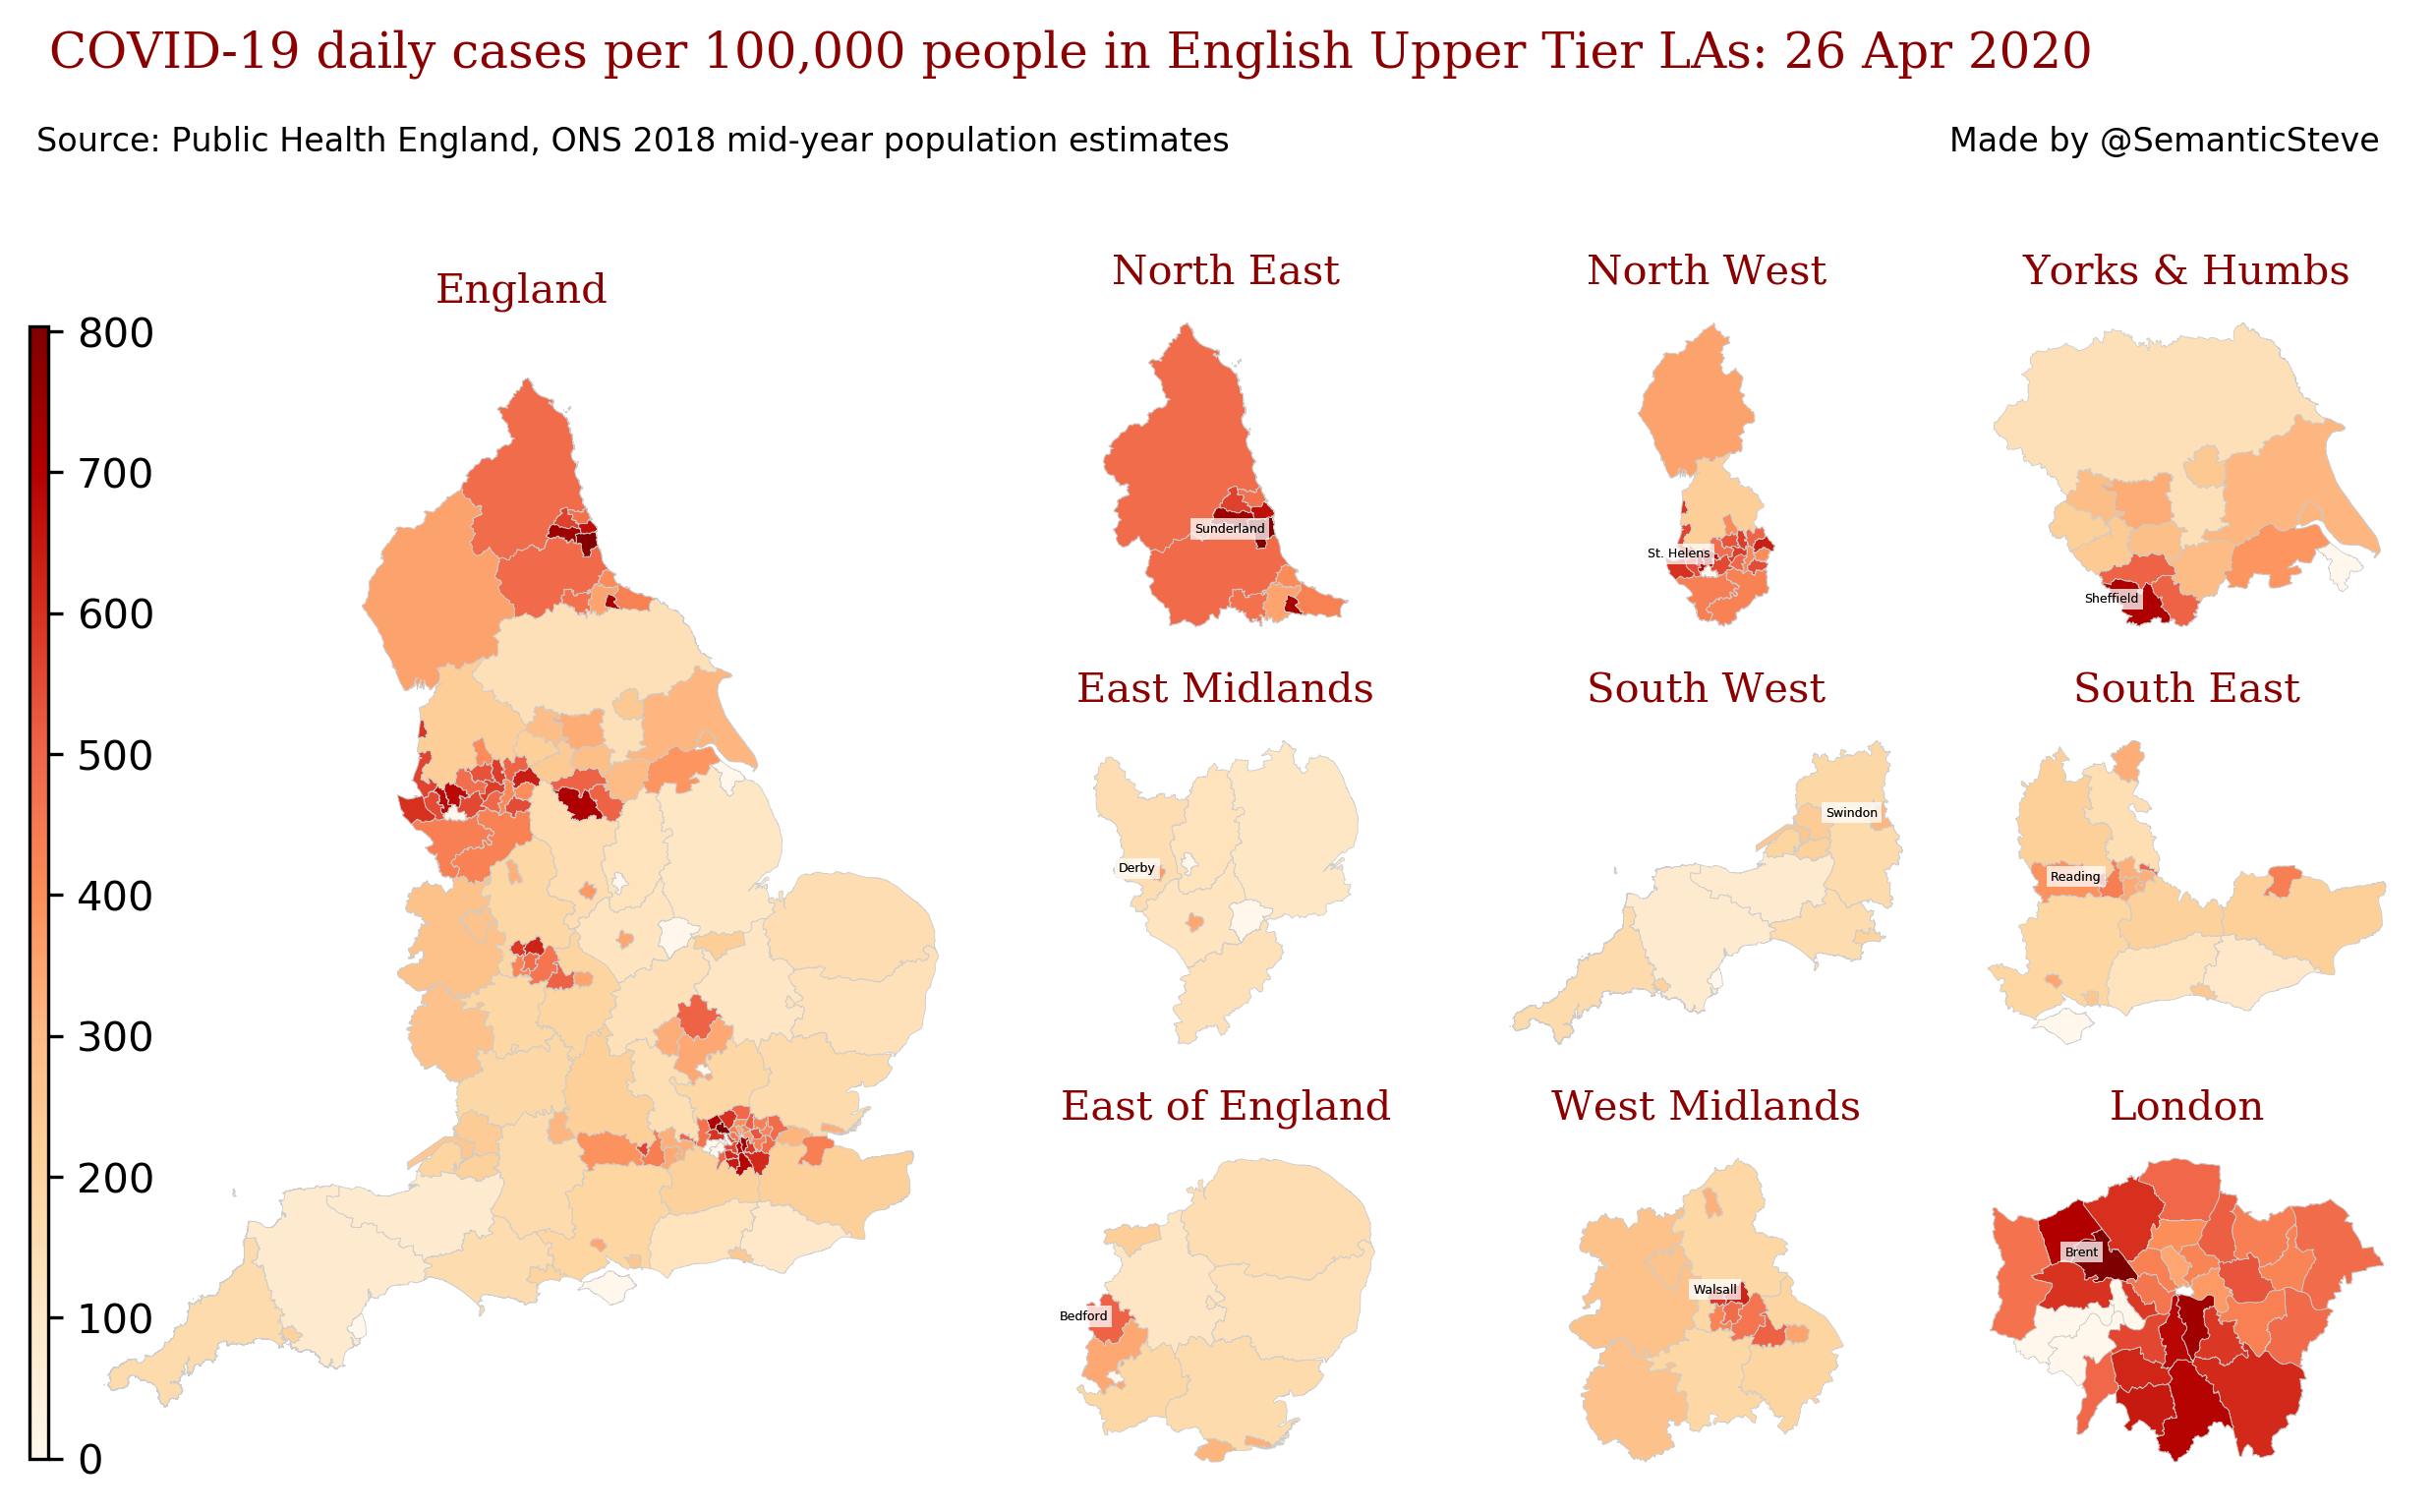 COVID-19 daily cases per 100,000 people in English Upper Tier LAs: 26 Apr 2020
Source: Public Health England, ONS 2018 mid-year population estimates
Made by @SemanticSteve
England
North East
North West
Yorks & Humbs
800
700
600
500
400
300
200
100
0
Sunderland
St. Helens
Sheffield
East Midlands
South West
South East
Derby
Swindon
Reading
East of England
West Midlands
London
Bedford
Walsall
Brent